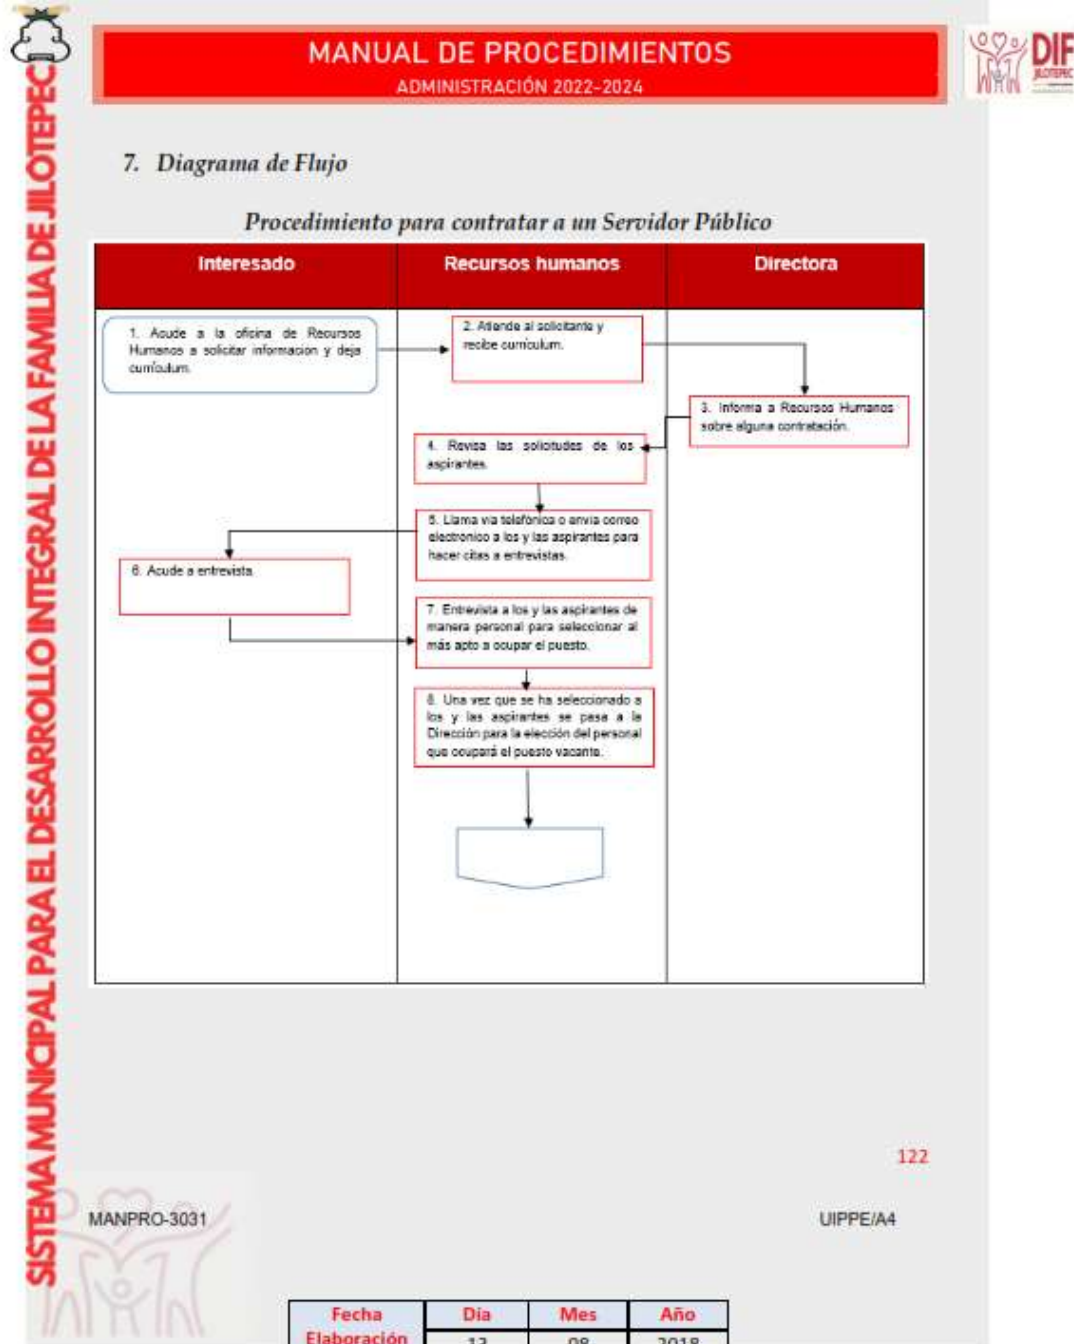 MANUAL DE PROCEDIMIENTOS
ADMINISTRACIÓN 2022-2024
DIF
JILOTEPEC
SISTEMA MUNICIPAL PARA EL DESARROLLO INTEGRAL DE LA FAMILIA DE JILOTEPEC
7. Diagrama de Flujo
Procedimiento para contratar a un Servidor Público
Interesado
Recursos humanos
Directora
1. Acude a la oficina de Recursos
Humanos a solicitar informacion y deja
currículum.
2. Atiende al solicitante y
recibe curriculum.
3. Informa a Recursos Humanos
sobre alguna contratación.
4. Revisa las solicitudes de los
aspirantes.
5. Llama via telefónica o envia correo
electronico a los y las aspirantes para
hacer citas a entrevistas.
6. Acude a entrevista
7. Entrevista a los y las aspirantes de
manera personal para seleccionar al
más apto a ocupar el puesto.
8. Una vez que se ha seleccionado a
los y las aspirantes se pasa a la
Dirección para la elección del personal
que ocupará el puesto vacante.
122
MANPRO-3031
UIPPE/A4
Fecha
Elaboración
Día
Mes
Año
13
08
2018